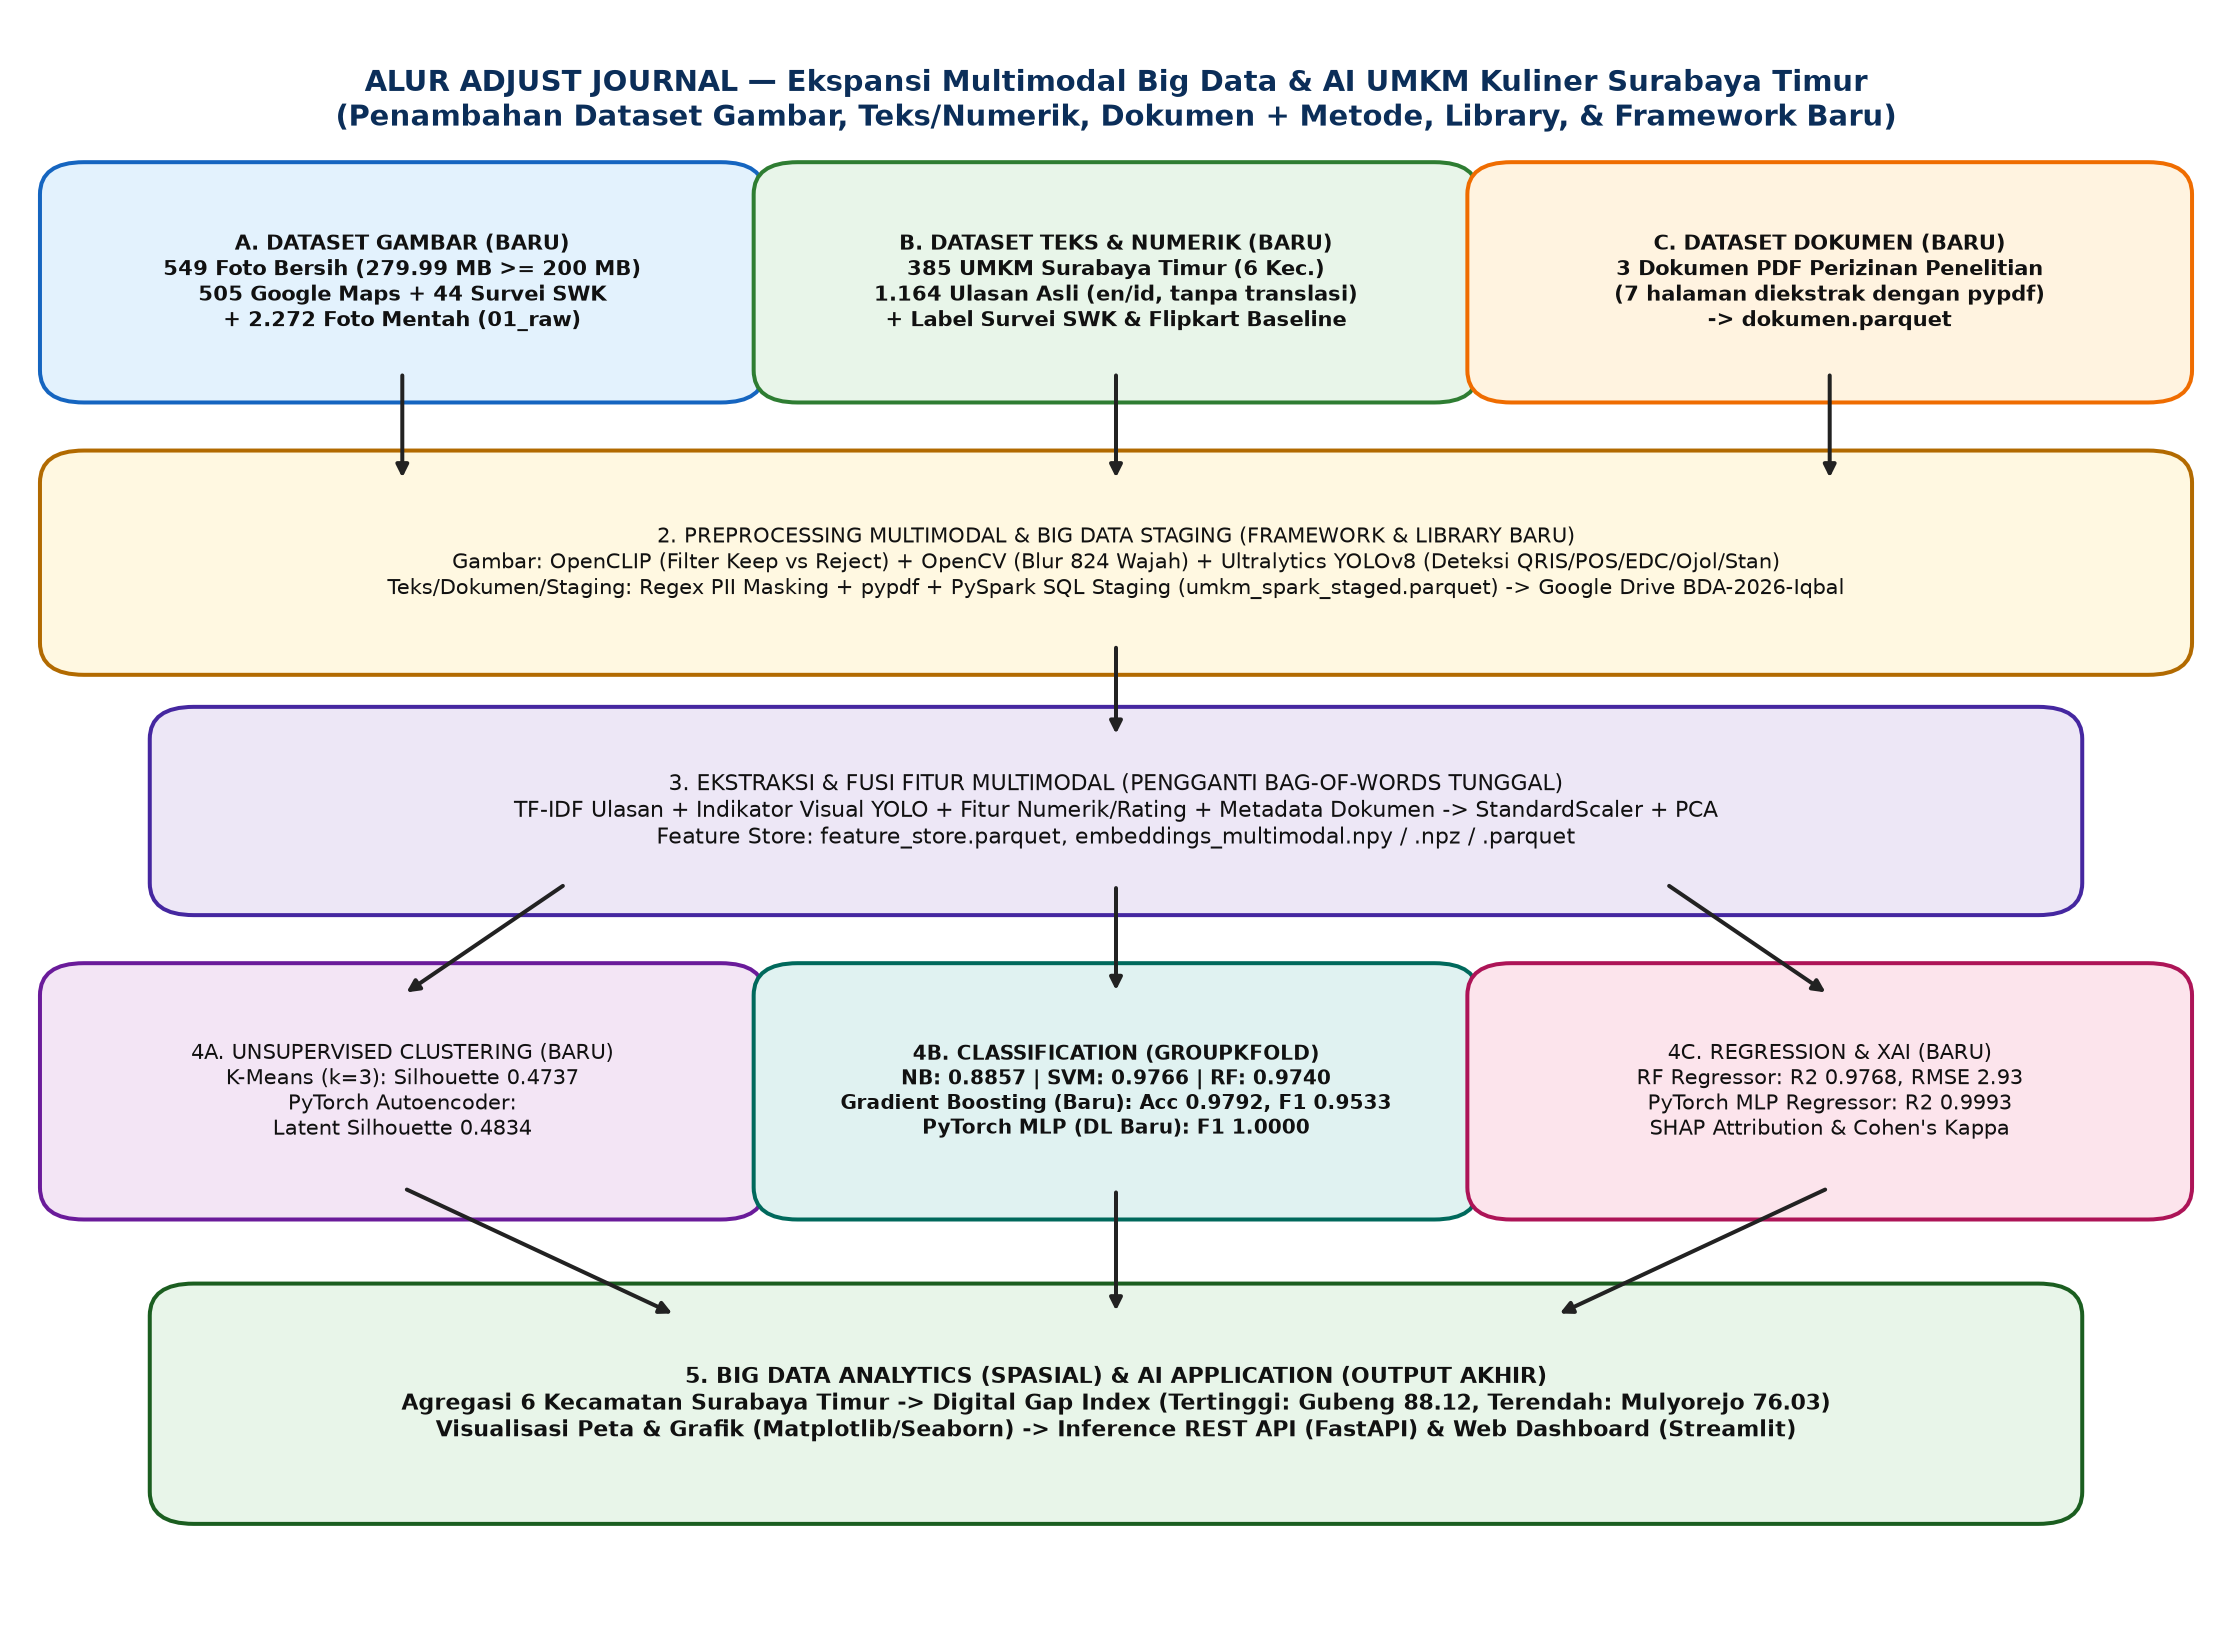 ALUR ADJUST JOURNAL — Ekspansi Multimodal Big Data & AI UMKM Kuliner Surabaya Timur
(Penambahan Dataset Gambar, Teks/Numerik, Dokumen + Metode, Library, & Framework Baru)
A. DATASET GAMBAR (BARU)
549 Foto Bersih (279.99 MB >= 200 MB)
505 Google Maps + 44 Survei SWK
+ 2.272 Foto Mentah (01_raw)
B. DATASET TEKS & NUMERIK (BARU)
385 UMKM Surabaya Timur (6 Kec.)
1.164 Ulasan Asli (en/id, tanpa translasi)
+ Label Survei SWK & Flipkart Baseline
C. DATASET DOKUMEN (BARU)
3 Dokumen PDF Perizinan Penelitian
(7 halaman diekstrak dengan pypdf)
-> dokumen.parquet
2. PREPROCESSING MULTIMODAL & BIG DATA STAGING (FRAMEWORK & LIBRARY BARU)
Gambar: OpenCLIP (Filter Keep vs Reject) + OpenCV (Blur 824 Wajah) + Ultralytics YOLOv8 (Deteksi QRIS/POS/EDC/Ojol/Stan)
Teks/Dokumen/Staging: Regex PII Masking + pypdf + PySpark SQL Staging (umkm_spark_staged.parquet) -> Google Drive BDA-2026-Iqbal
3. EKSTRAKSI & FUSI FITUR MULTIMODAL (PENGGANTI BAG-OF-WORDS TUNGGAL)
TF-IDF Ulasan + Indikator Visual YOLO + Fitur Numerik/Rating + Metadata Dokumen -> StandardScaler + PCA
Feature Store: feature_store.parquet, embeddings_multimodal.npy / .npz / .parquet
4A. UNSUPERVISED CLUSTERING (BARU)
K-Means (k=3): Silhouette 0.4737
PyTorch Autoencoder:
Latent Silhouette 0.4834
4B. CLASSIFICATION (GROUPKFOLD)
NB: 0.8857 | SVM: 0.9766 | RF: 0.9740
Gradient Boosting (Baru): Acc 0.9792, F1 0.9533
PyTorch MLP (DL Baru): F1 1.0000
4C. REGRESSION & XAI (BARU)
RF Regressor: R2 0.9768, RMSE 2.93
PyTorch MLP Regressor: R2 0.9993
SHAP Attribution & Cohen's Kappa
5. BIG DATA ANALYTICS (SPASIAL) & AI APPLICATION (OUTPUT AKHIR)
Agregasi 6 Kecamatan Surabaya Timur -> Digital Gap Index (Tertinggi: Gubeng 88.12, Terendah: Mulyorejo 76.03)
Visualisasi Peta & Grafik (Matplotlib/Seaborn) -> Inference REST API (FastAPI) & Web Dashboard (Streamlit)